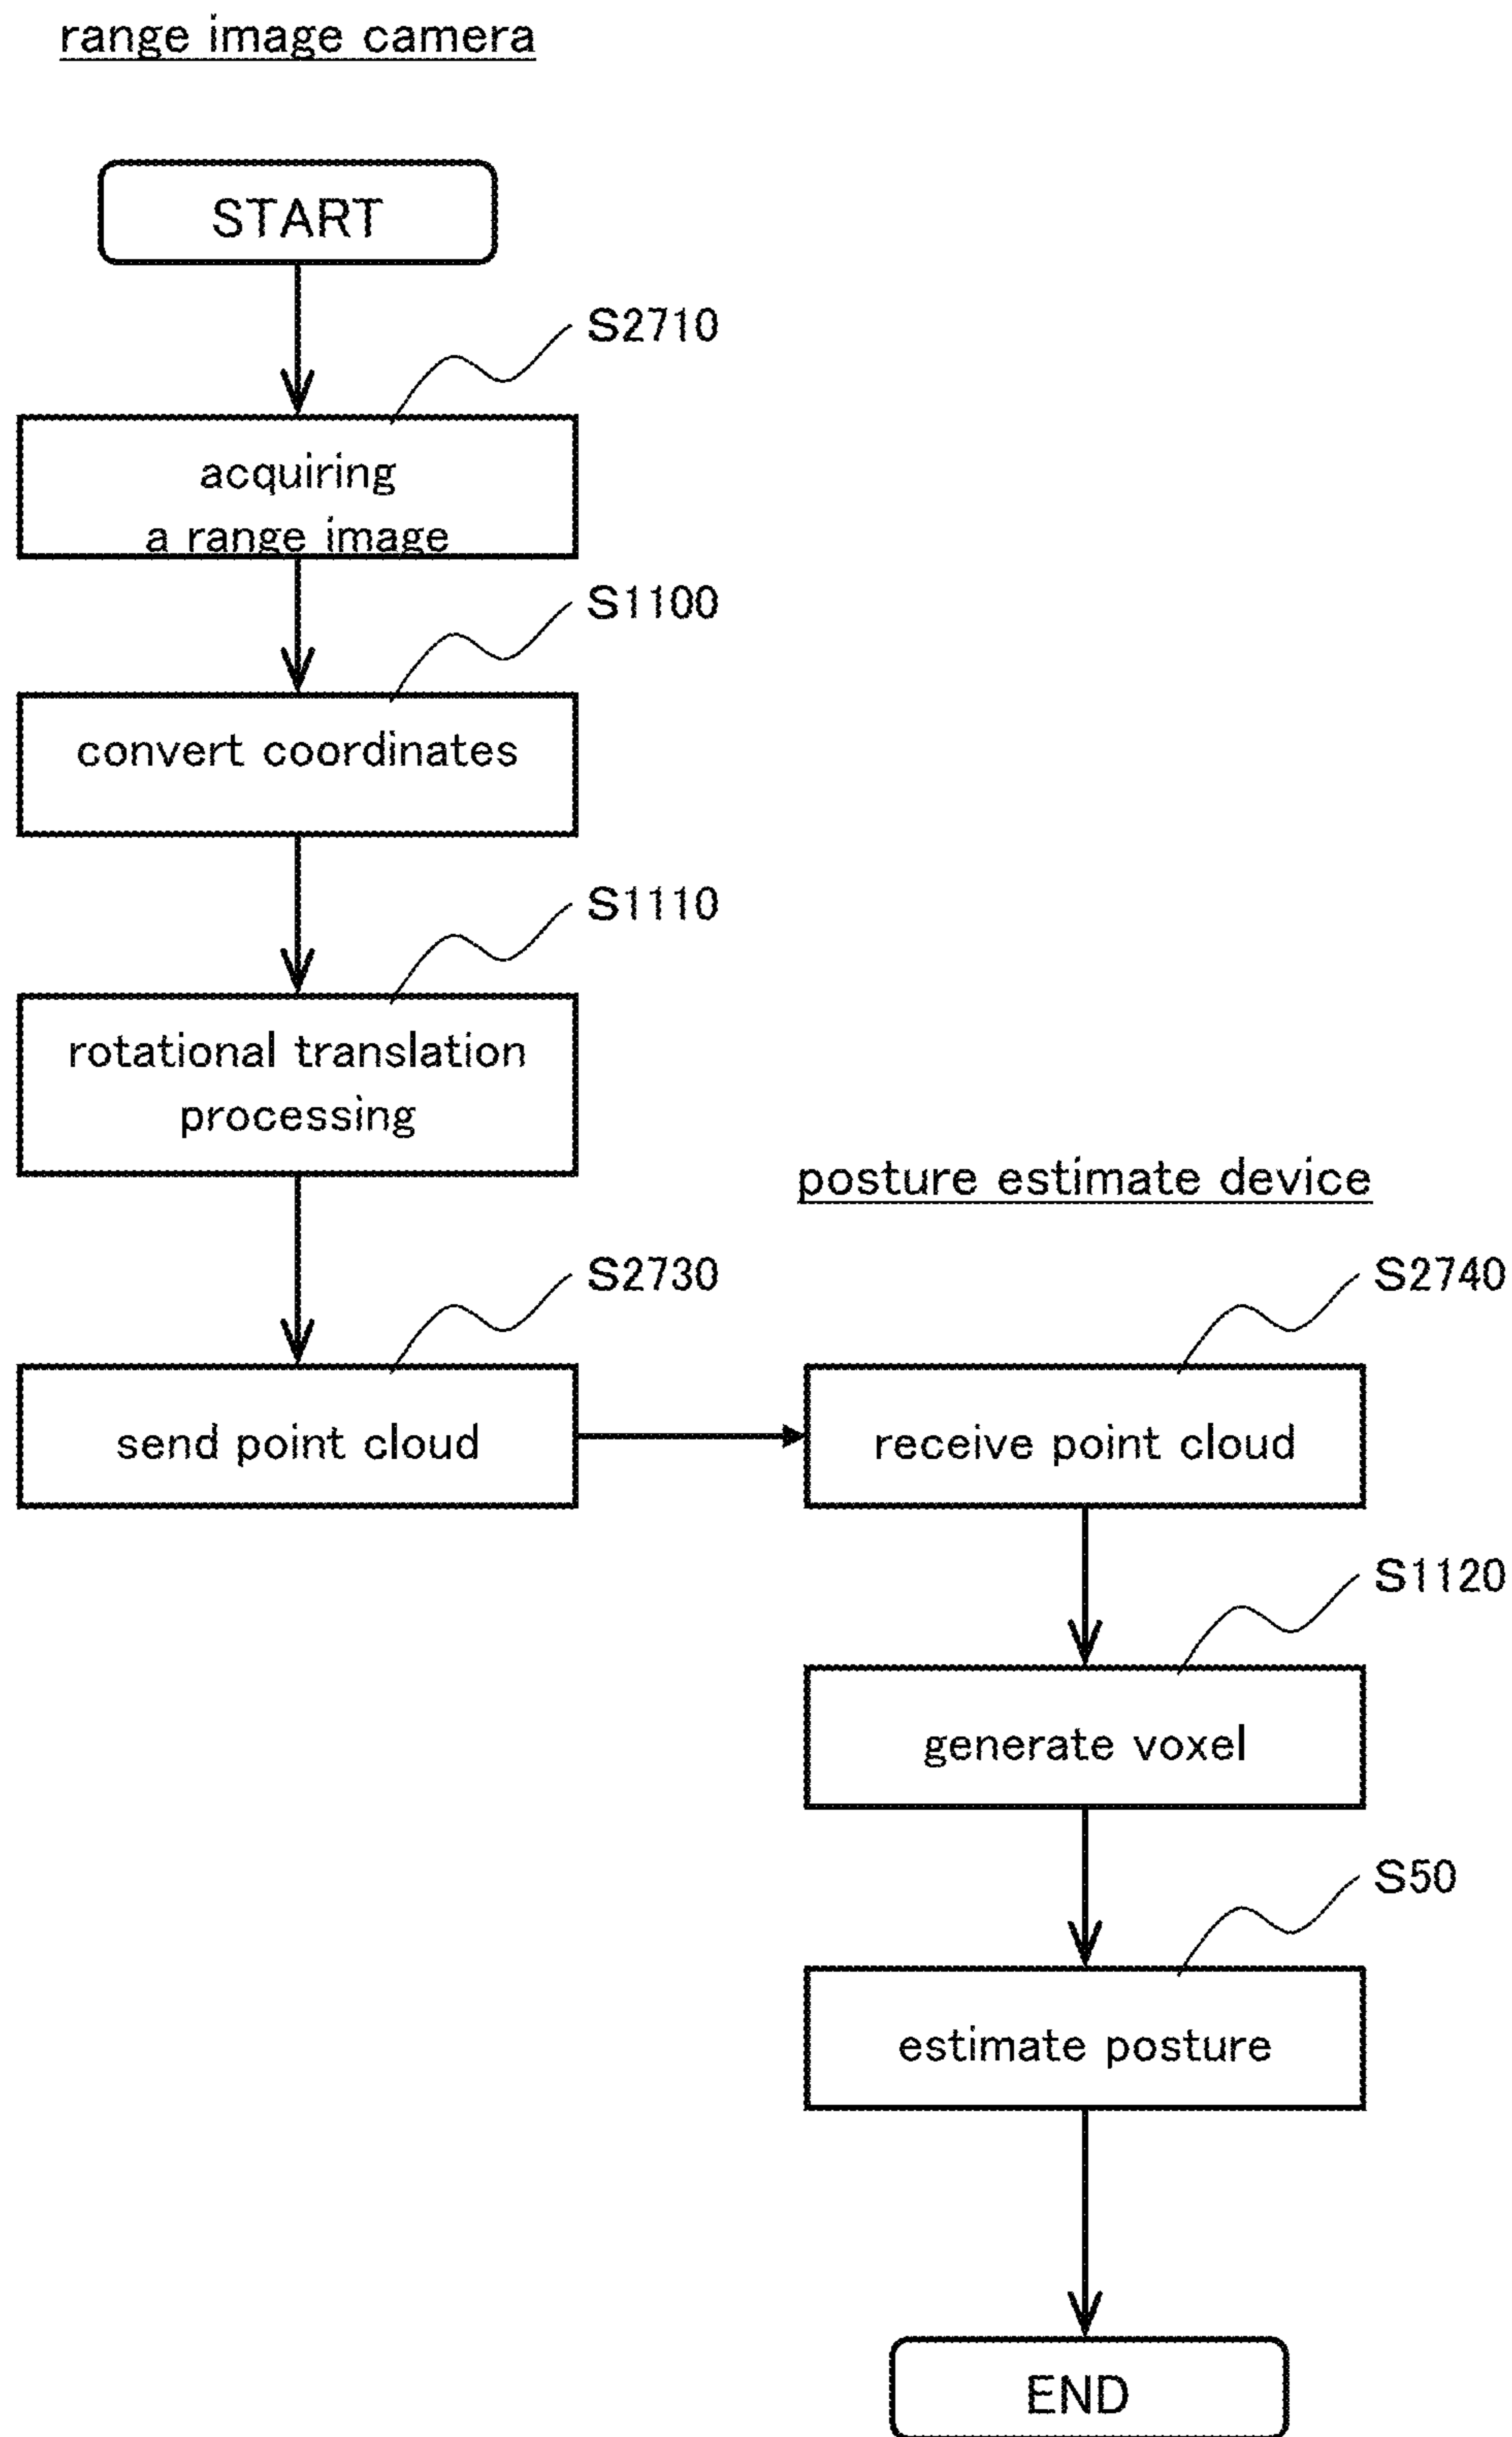 range image camera
START
S2710
acquiring
a range image
S1100
convert coordinates
S1110
rotational translation
processing
posture estimate device
S2730
send point cloud
S2740
receive point cloud
S1120
generate voxel
S50
estimate posture
END